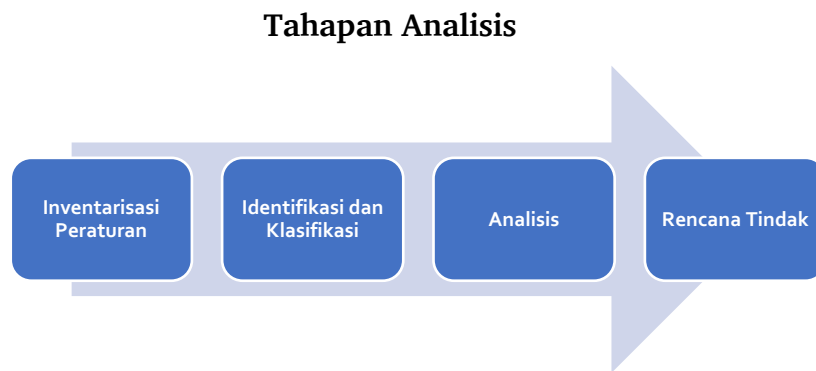 Tahapan Analisis
Inventarisasi
Peraturan
Identifikasi dan
Klasifikasi
Analisis
Rencana Tindak